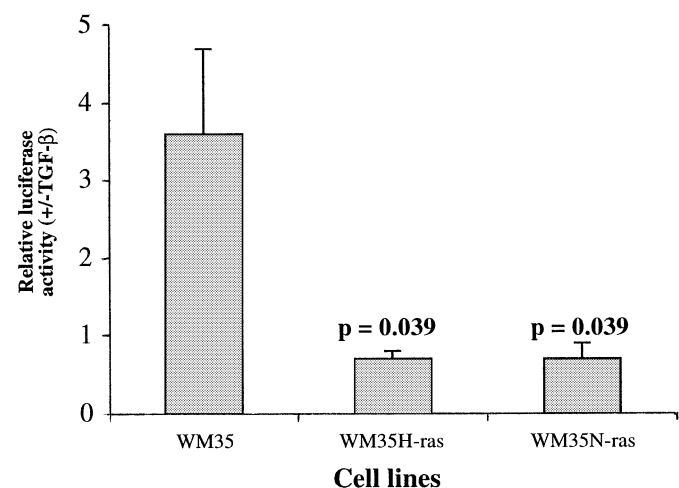 5
4
3
2
1
0
Relative luciferase
activity (+/-TGF-β)
p = 0.039
p = 0.039
WM35
WM35H-ras
WM35N-ras
Cell lines